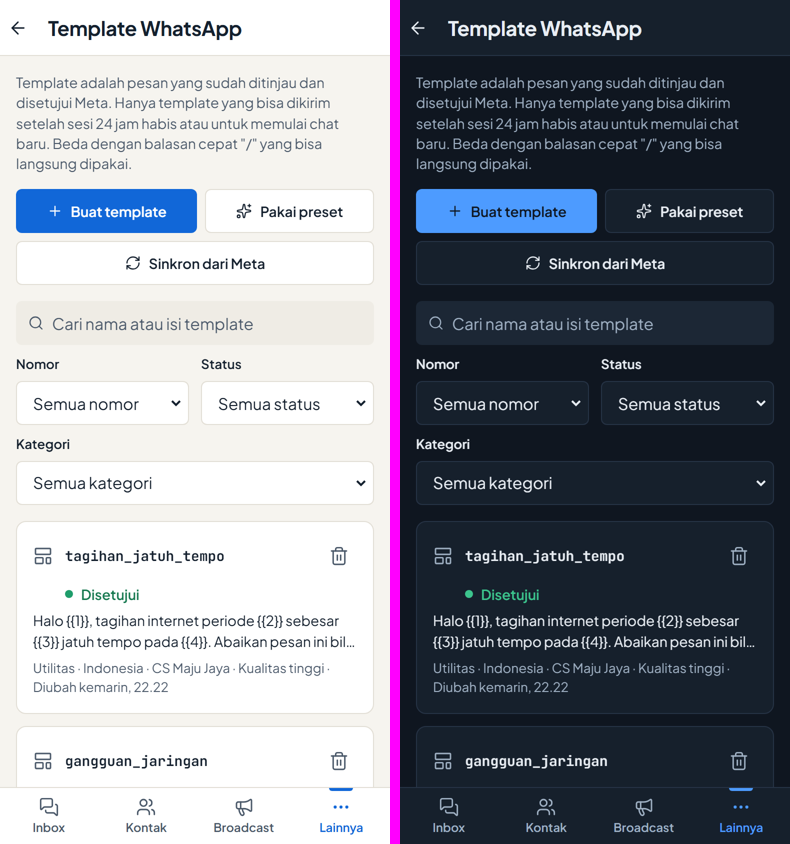 Template WhatsApp
Template adalah pesan yang sudah ditinjau dan
disetujui Meta. Hanya template yang bisa dikirim
setelah sesi 24 jam habis atau untuk memulai chat
baru. Beda dengan balasan cepat "/" yang bisa
langsung dipakai.
Buat template
Pakai preset
Sinkron dari Meta
Cari nama atau isi template
Nomor
Status
Semua nomor
Semua status
Kategori
Semua kategori
tagihan_jatuh_tempo
Disetujui
Halo {{1}}, tagihan internet periode {{2}} sebesar
{{3}} jatuh tempo pada {{4}}. Abaikan pesan ini bil...
Utilitas · Indonesia · CS Maju Jaya · Kualitas tinggi ·
Diubah kemarin, 22.22
gangguan_jaringan
Inbox
Kontak
Broadcast
Lainnya
Template WhatsApp
Template adalah pesan yang sudah ditinjau dan
disetujui Meta. Hanya template yang bisa dikirim
setelah sesi 24 jam habis atau untuk memulai chat
baru. Beda dengan balasan cepat "/" yang bisa
langsung dipakai.
Buat template
Pakai preset
Sinkron dari Meta
Cari nama atau isi template
Nomor
Status
Semua nomor
Semua status
Kategori
Semua kategori
tagihan_jatuh_tempo
Disetujui
Halo {{1}}, tagihan internet periode {{2}} sebesar
{{3}} jatuh tempo pada {{4}}. Abaikan pesan ini bil...
Utilitas · Indonesia · CS Maju Jaya · Kualitas tinggi ·
Diubah kemarin, 22.22
gangguan_jaringan
Inbox
Kontak
Broadcast
Lainnya